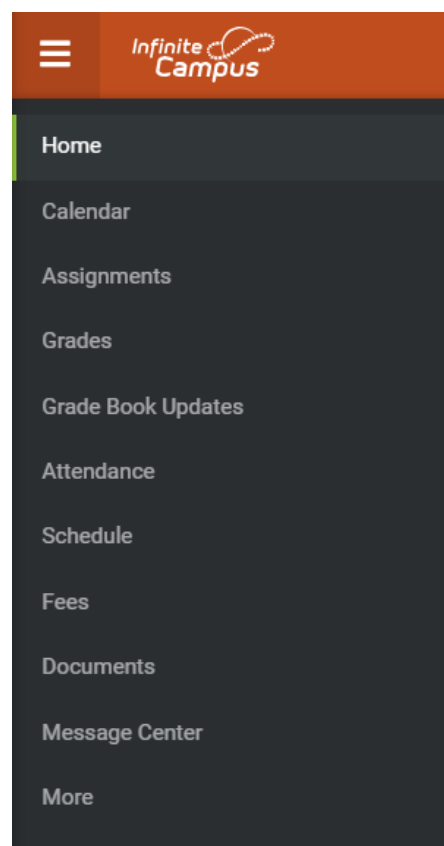 Infinite
Campus
Home
Calendar
Assignments
Grades
Grade Book Updates
Attendance
Schedule
Fees
Documents
Message Center
More